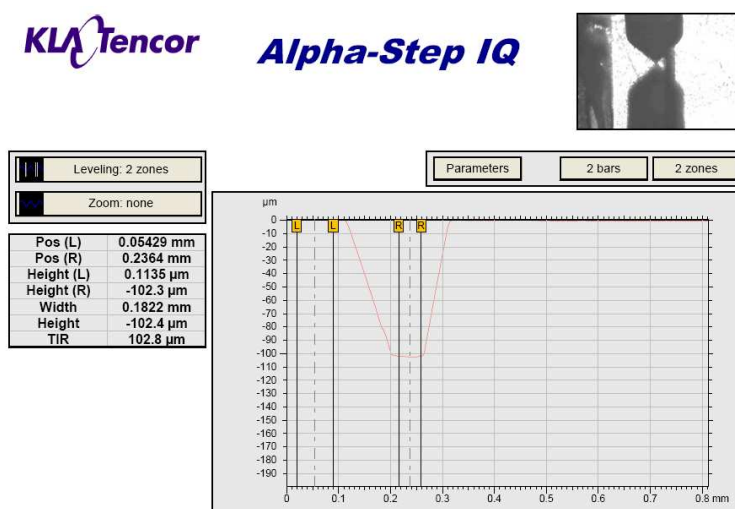 KLA Tencor
Alpha-Step IQ
Leveling: 2 zones
Zoom: none
Parameters
2 bars
2 zones
Pos (L) 0.05429 mm
Pos (R) 0.2364 mm
Height (L) 0.1135 µm
Height (R) -102.3 µm
Width 0.1822 mm
Height -102.4 µm
TIR 102.8 µm
µm
0
-10
-20
-30
-40
-50
-60
-70
-80
-90
-100
-110
-120
-130
-140
-150
-160
-170
-180
-190
L L R R
0 0.1 0.2 0.3 0.4 0.5 0.6 0.7 0.8 mm